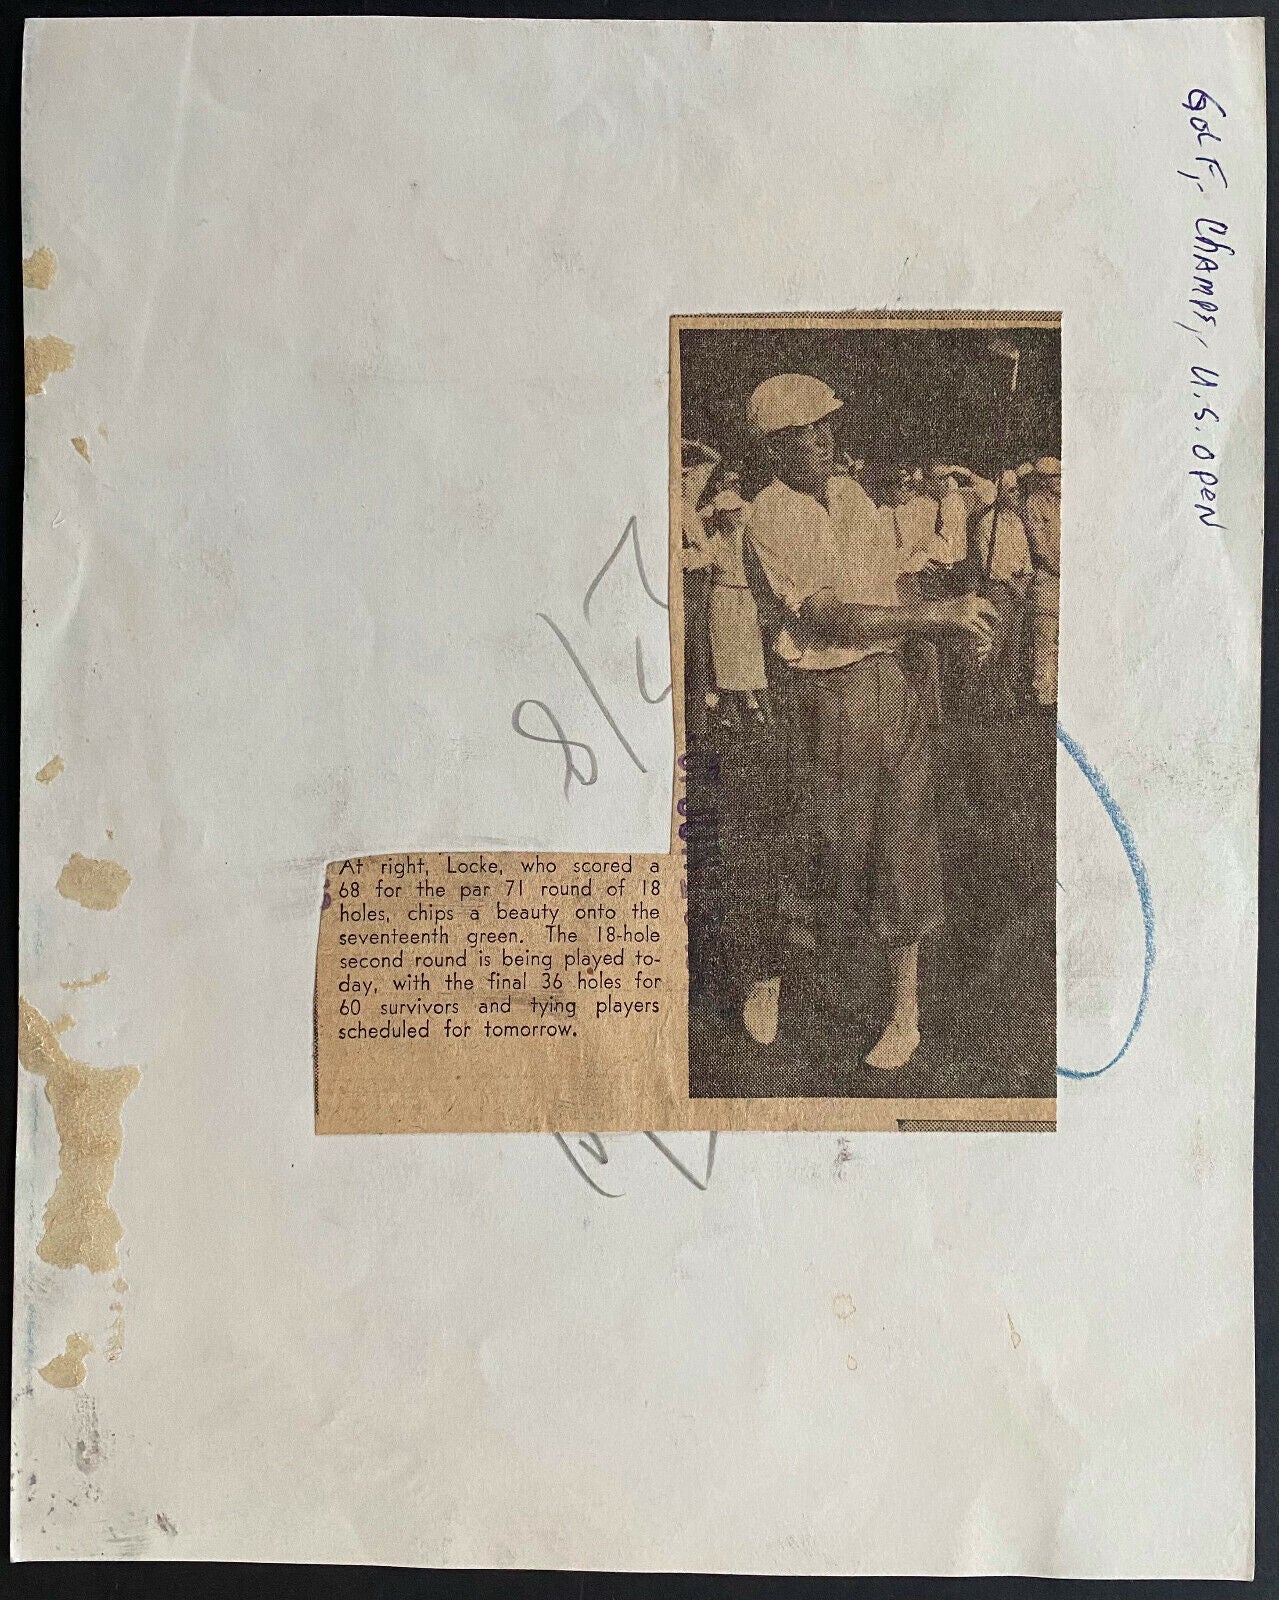 Golf, Champs, U.S. Open
8/2
At right, Locke, who scored a
68 for the par 71 round of 18
holes, chips a beauty onto the
seventeenth green. The 18-hole
second round is being played to-
day, with the final 36 holes for
60 survivors and tying players
scheduled for tomorrow.